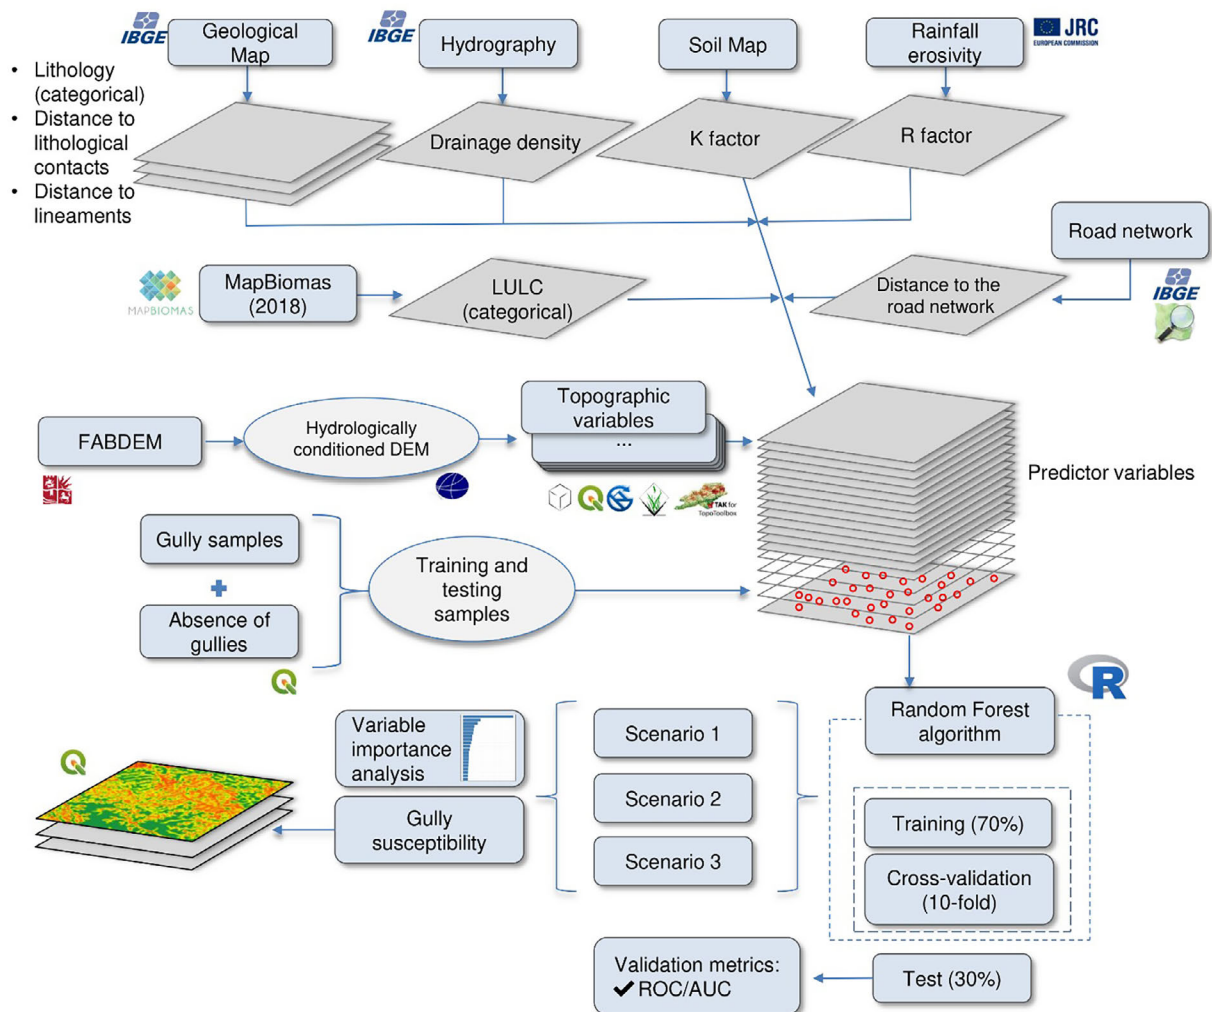 IBGE
Geological
Map
IBGE
Hydrography
Soil Map
Rainfall
erosivity
JRC
EUROPEAN COMMISSION
• Lithology
(categorical)
• Distance to
lithological
contacts
• Distance to
lineaments
Drainage density
K factor
R factor
Road network
MAPBIOMAS
MapBiomas
(2018)
LULC
(categorical)
Distance to the
road network
IBGE
FABDEM
Hydrologically
conditioned DEM
Topographic
variables
...
TAK for
TopoToolbox
Predictor variables
Gully samples
Absence of
gullies
Training and
testing
samples
R
Random Forest
algorithm
Training (70%)
Cross-validation
(10-fold)
Variable
importance
analysis
Gully
susceptibility
Scenario 1
Scenario 2
Scenario 3
Validation metrics:
✔ ROC/AUC
Test (30%)